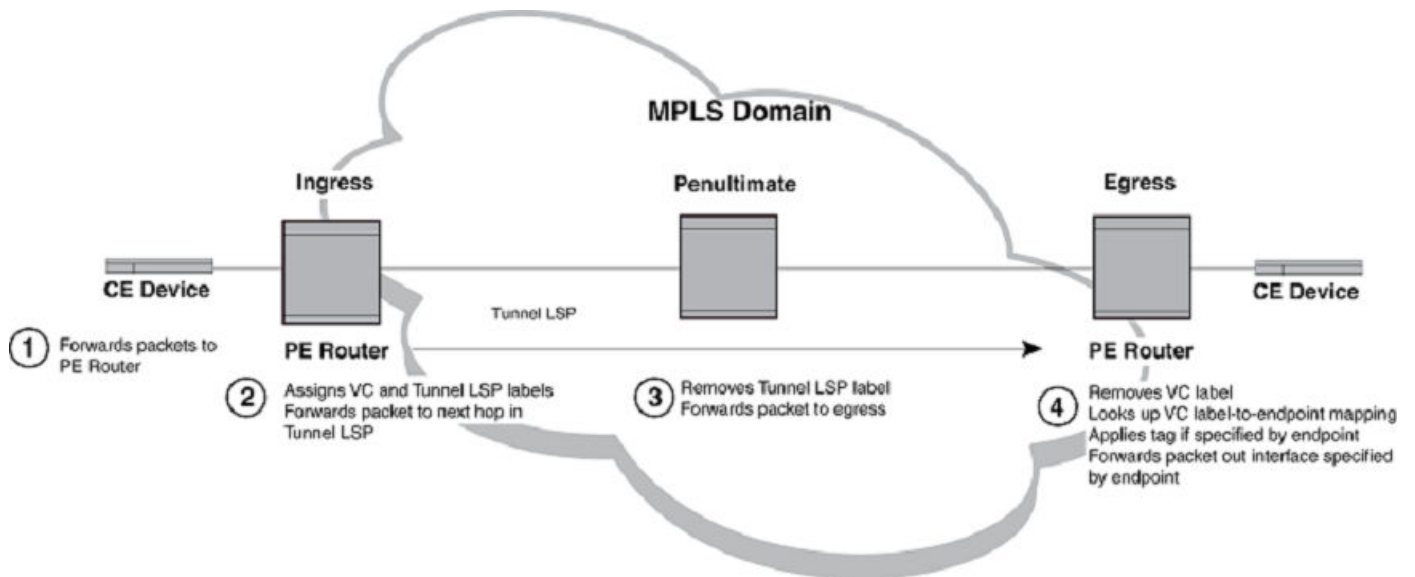 MPLS Domain
Ingress
Penultimate
Egress
CE Device
CE Device
Tunnel LSP
1
Forwards packets to
PE Router
PE Router
2
Assigns VC and Tunnel LSP labels
Forwards packet to next hop in
Tunnel LSP
3
Removes Tunnel LSP label
Forwards packet to egress
PE Router
4
Removes VC label
Looks up VC label-to-endpoint mapping
Applies tag if specified by endpoint
Forwards packet out interface specified
by endpoint